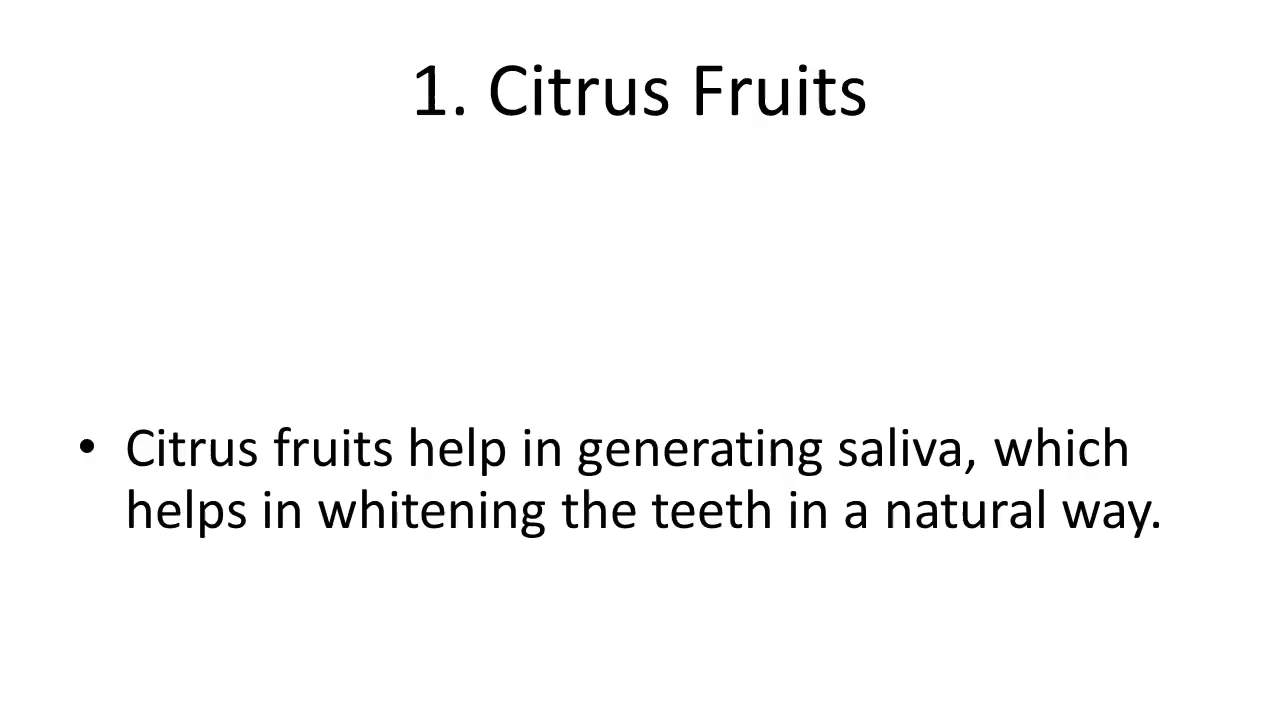 1. Citrus Fruits
• Citrus fruits help in generating saliva, which
helps in whitening the teeth in a natural way.